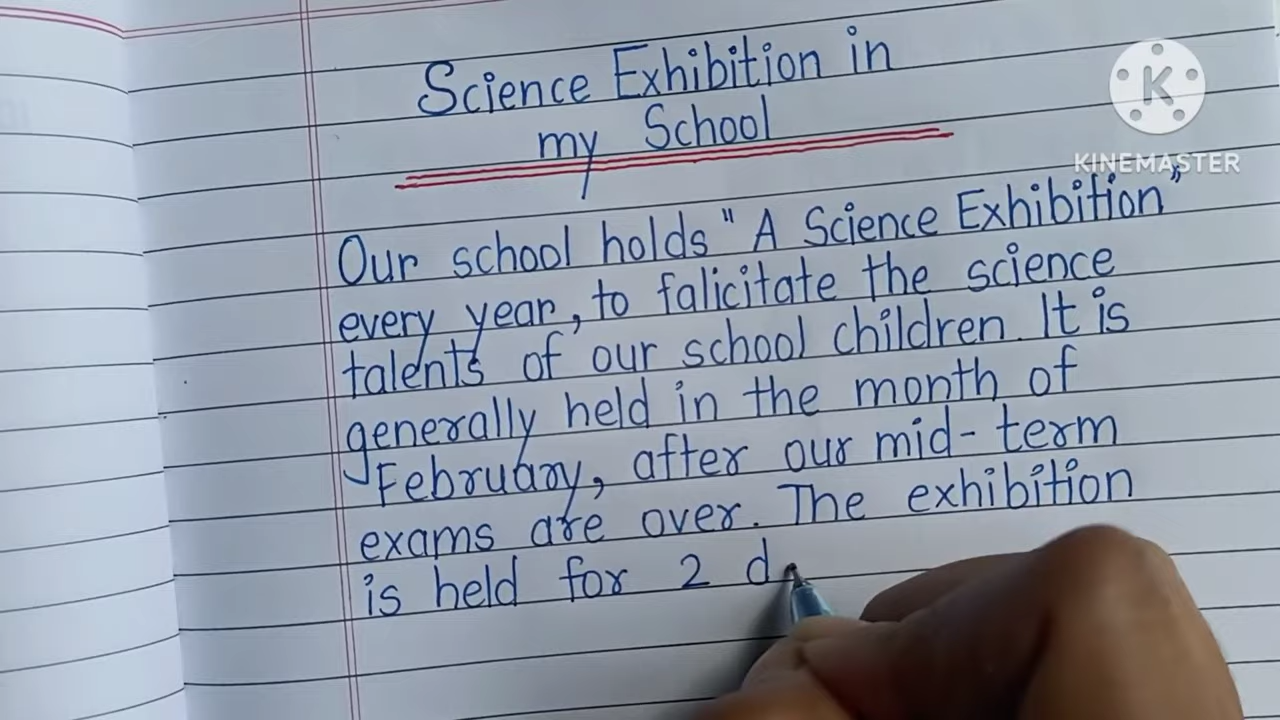 Science Exhibition in
my School
Our school holds "A Science Exhibition"
every year, to falicitate the science
talents of our school children. It is
generally held in the month of
February, after our mid-term
exams are over. The exhibition
is held for 2 d
K
KINEMASTER